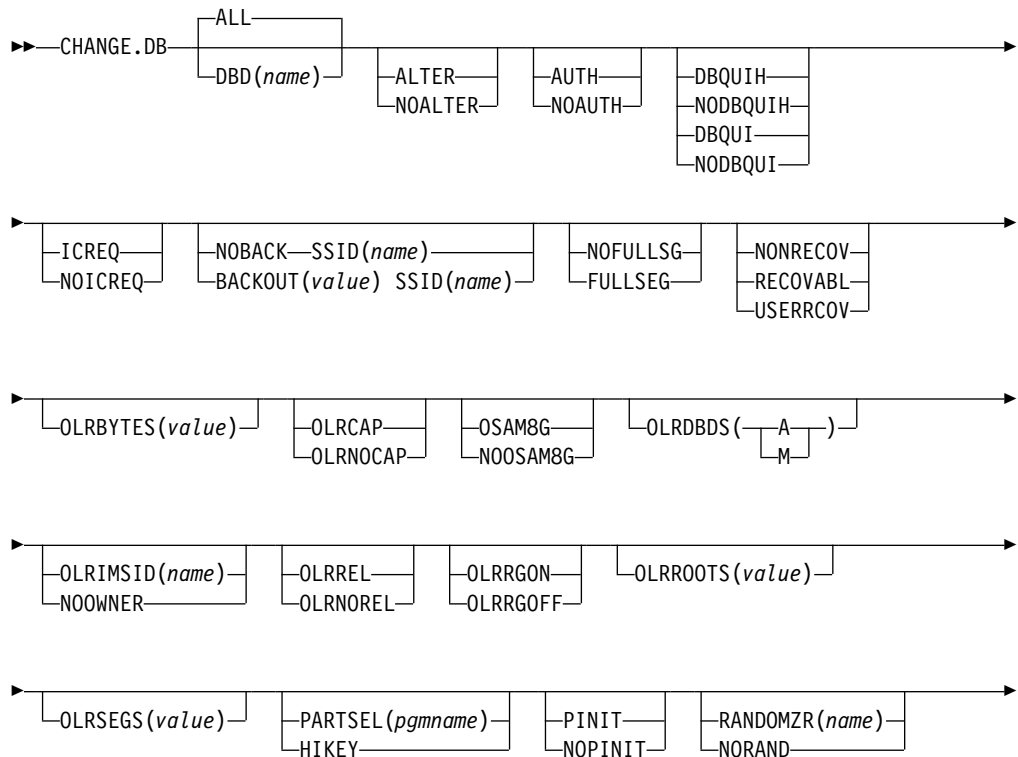 ALL
CHANGE.DB
DBD(name)
ALTER AUTH DBQUIH
NOALTER NOAUTH NODBQUIH
DBQUI
NODBQUI
ICREQ NOBACK SSID(name) NOFULLSG NONRECOV
NOICREQ BACKOUT(value) SSID(name) FULLSEG RECOVABL
USERRCOV
OLRBYTES(value) OLRCAP OSAM8G OLRDBDS( A )
OLRNOCAP NOOSAM8G M
OLRIMSID(name) OLRREL OLRRGON OLRROOTS(value)
NOOWNER OLRNOREL OLRRGOFF
OLRSEGS(value) PARTSEL(pgmname) PINIT RANDOMZR(name)
HIKEY NOPINIT NORAND